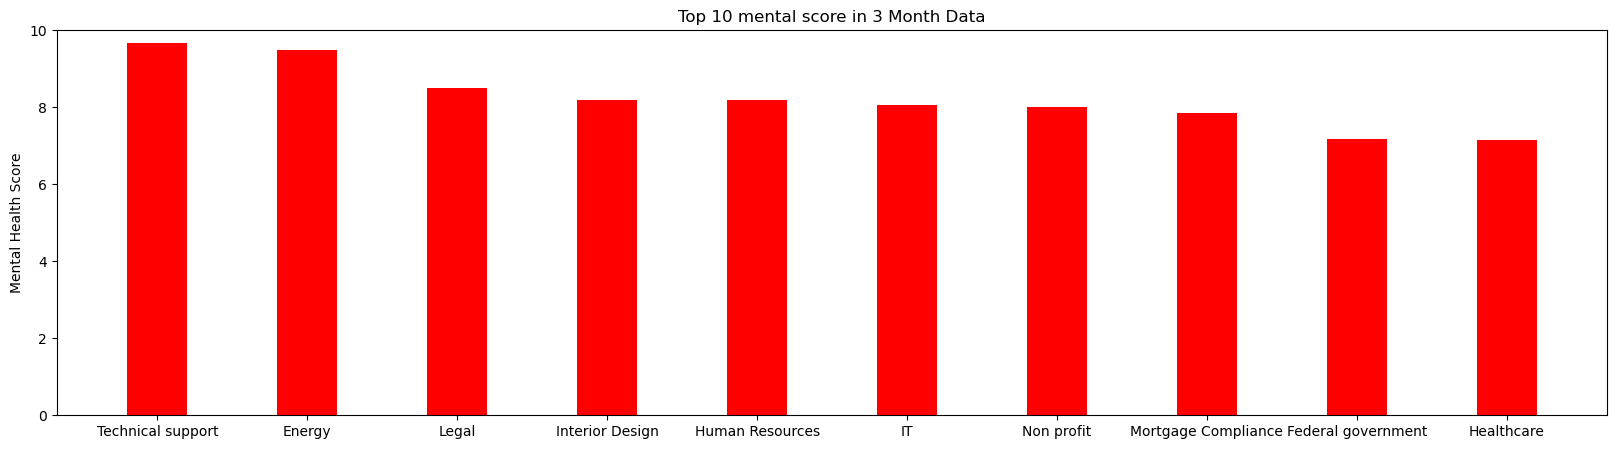 Top 10 mental score in 3 Month Data
Mental Health Score
10
8
6
4
2
0
Technical support Energy Legal Interior Design Human Resources IT Non profit Mortgage Compliance Federal government Healthcare